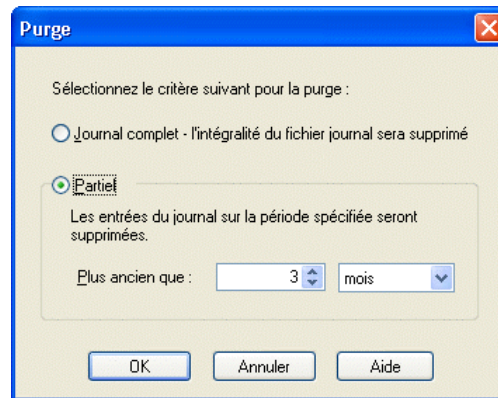 Purge
Sélectionnez le critère suivant pour la purge :
Journal complet - l'intégralité du fichier journal sera supprimé
Partiel
Les entrées du journal sur la période spécifiée seront
supprimées.
Plus ancien que : 3 mois
OK Annuler Aide